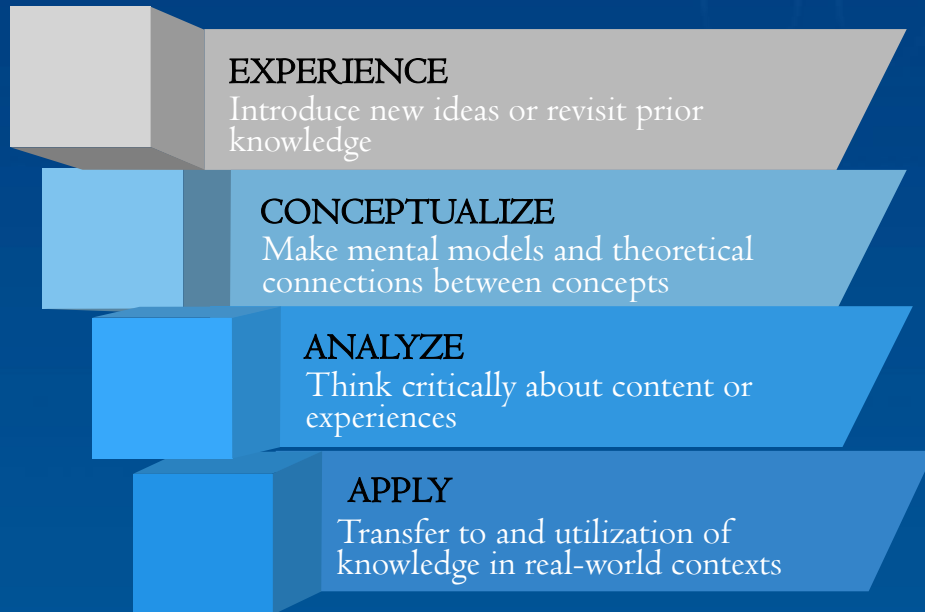 EXPERIENCE
Introduce new ideas or revisit prior
knowledge
CONCEPTUALIZE
Make mental models and theoretical
connections between concepts
ANALYZE
Think critically about content or
experiences
APPLY
Transfer to and utilization of
knowledge in real-world contexts